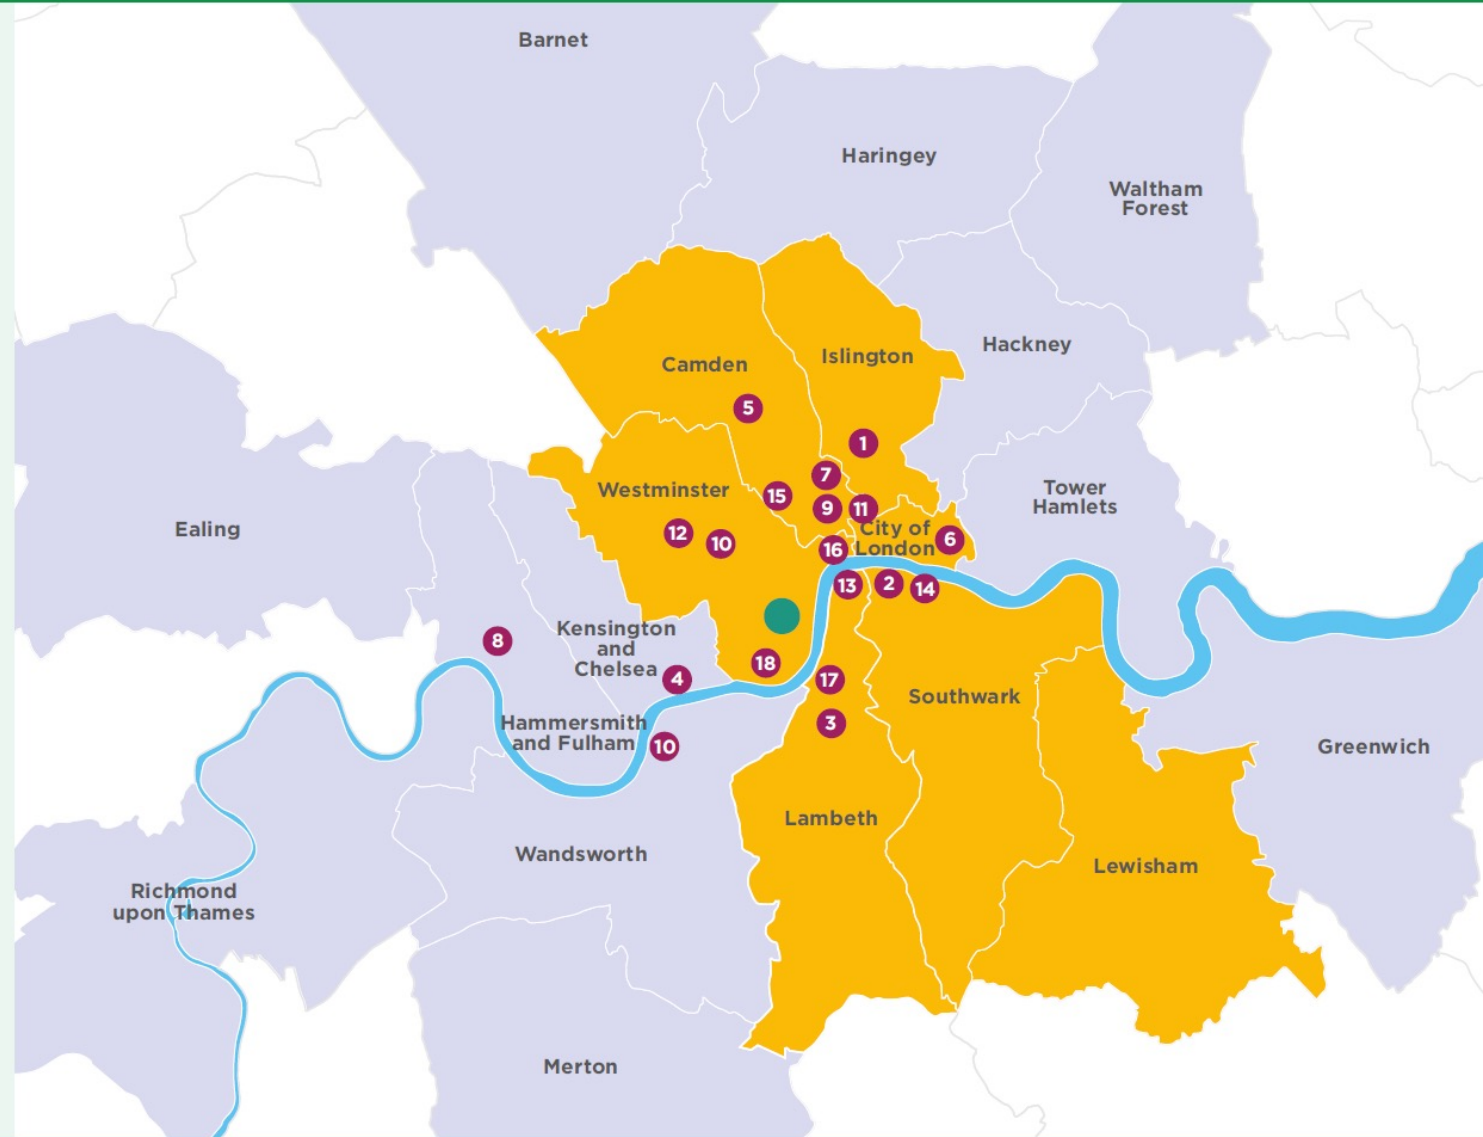 Barnet
Haringey
Waltham
Forest
Hackney
Islington
Camden
5
1
7
Westminster
15
9
11
Tower
Hamlets
Ealing
12
10
City of
London
6
16
13
2
14
Kensington
and
Chelsea
8
18
4
17
Southwark
3
Hammersmith
and Fulham
10
Greenwich
Lambeth
Wandsworth
Lewisham
Richmond
upon Thames
Merton